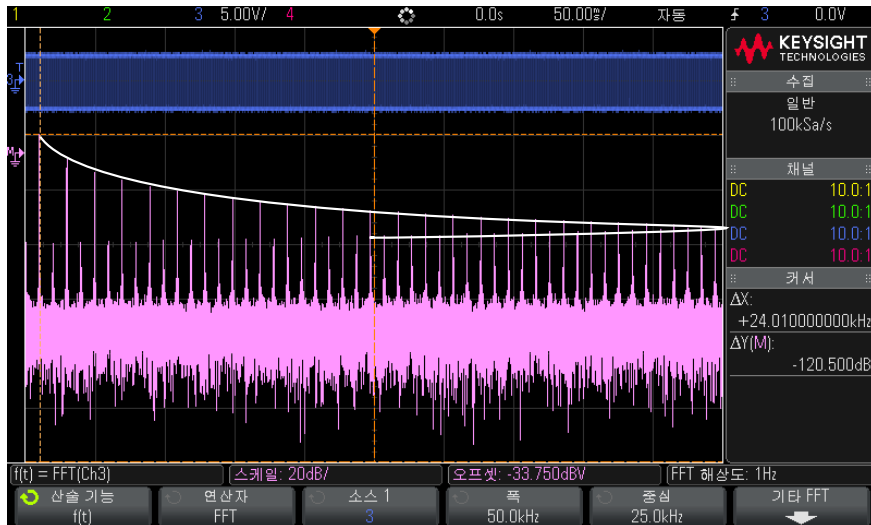 1 2 3 5.00V/ 4 0.0s 50.00ms/ 자동 3 0.0V
KEYSIGHT
TECHNOLOGIES
수집
일반
100kSa/s
채널
DC 10.0:1
DC 10.0:1
DC 10.0:1
DC 10.0:1
커서
ΔX:
+24.010000000kHz
ΔY(M):
-120.500dB
T
3
M
f(t) = FFT(Ch3) 스케일: 20dB/ 오프셋: -33.750dBV FFT 해상도: 1Hz
산술 기능 연산자 소스 1 폭 중심 기타 FFT
f(t) FFT 3 50.0kHz 25.0kHz